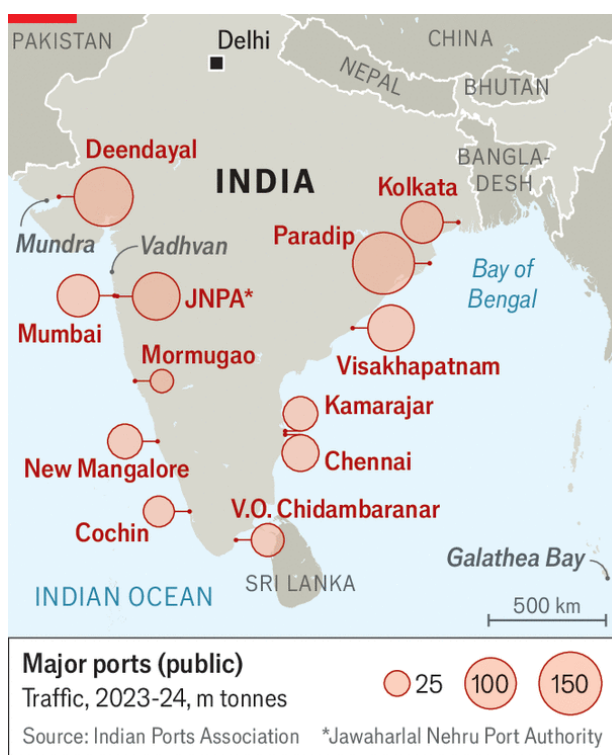 PAKISTAN
Delhi
CHINA
NEPAL
BHUTAN
Deendayal
INDIA
BANGLA-
DESH
Kolkata
Mundra
Vadhvan
Paradip
Bay of
Bengal
JNPA*
Mumbai
Mormugao
Visakhapatnam
Kamarajar
New Mangalore
Chennai
V.O. Chidambaranar
Cochin
Galathea Bay
SRI LANKA
INDIAN OCEAN
500 km
Major ports (public)
Traffic, 2023-24, m tonnes
25
100
150
Source: Indian Ports Association
*Jawaharlal Nehru Port Authority